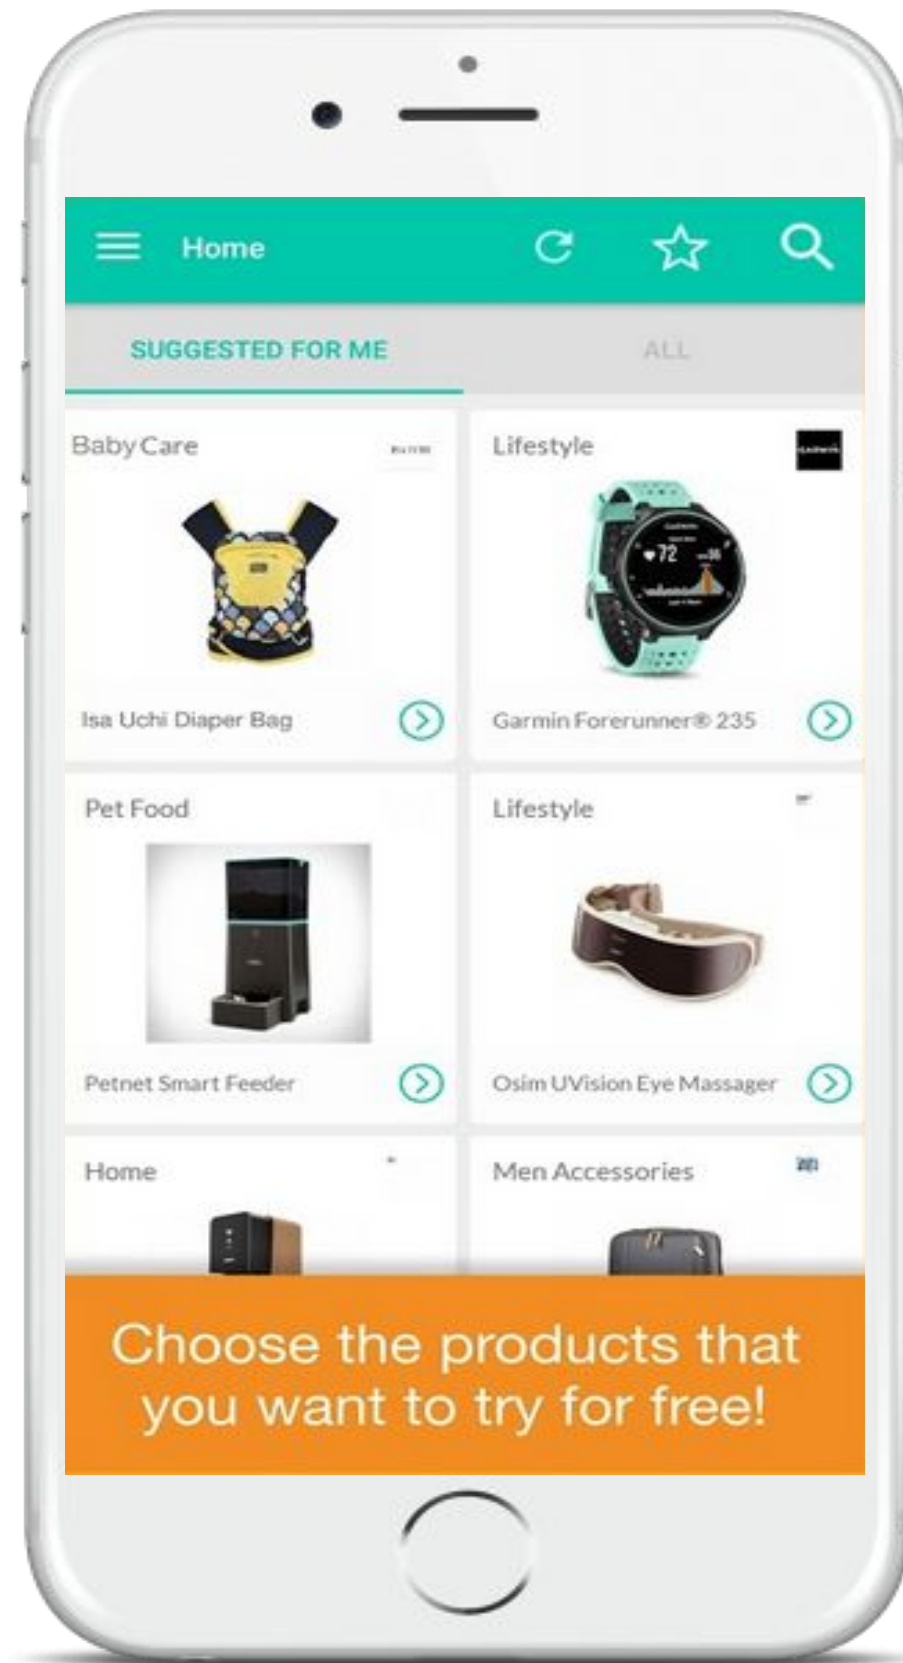 Home
SUGGESTED FOR ME
ALL
Baby Care
Lifestyle
GARMIN
72
Isa Uchi Diaper Bag
Garmin Forerunner® 235
Pet Food
Lifestyle
Petnet Smart Feeder
Osim UVision Eye Massager
Home
Men Accessories
Choose the products that
you want to try for free!